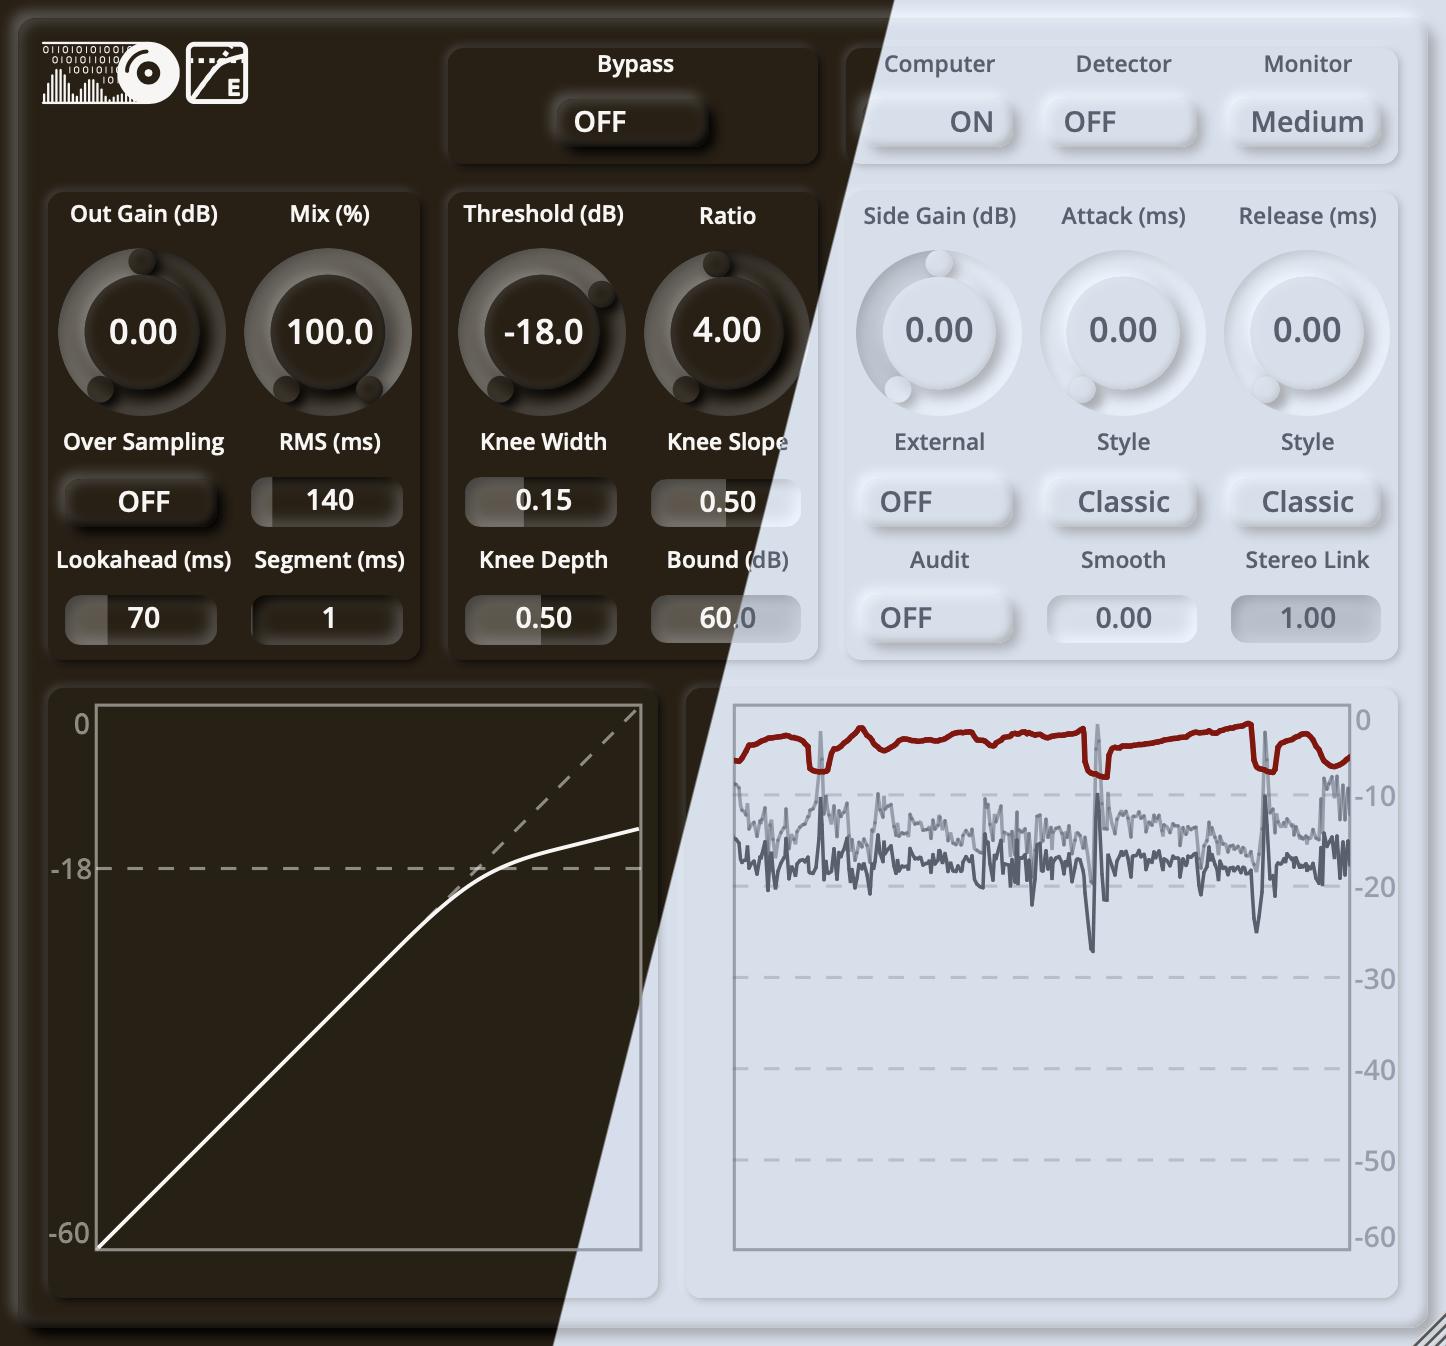 0110101010010
010101010101
10010101
10
E
Bypass
OFF
Computer
Detector
Monitor
ON
OFF
Medium
Out Gain (dB)
Mix (%)
Threshold (dB)
Ratio
Side Gain (dB)
Attack (ms)
Release (ms)
0.00
100.0
-18.0
4.00
0.00
0.00
0.00
Over Sampling
RMS (ms)
Knee Width
Knee Slope
External
Style
Style
OFF
140
0.15
0.50
OFF
Classic
Classic
Lookahead (ms)
Segment (ms)
Knee Depth
Bound (dB)
Audit
Smooth
Stereo Link
70
1
0.50
60.0
OFF
0.00
1.00
0
-18
-60
0
-10
-20
-30
-40
-50
-60